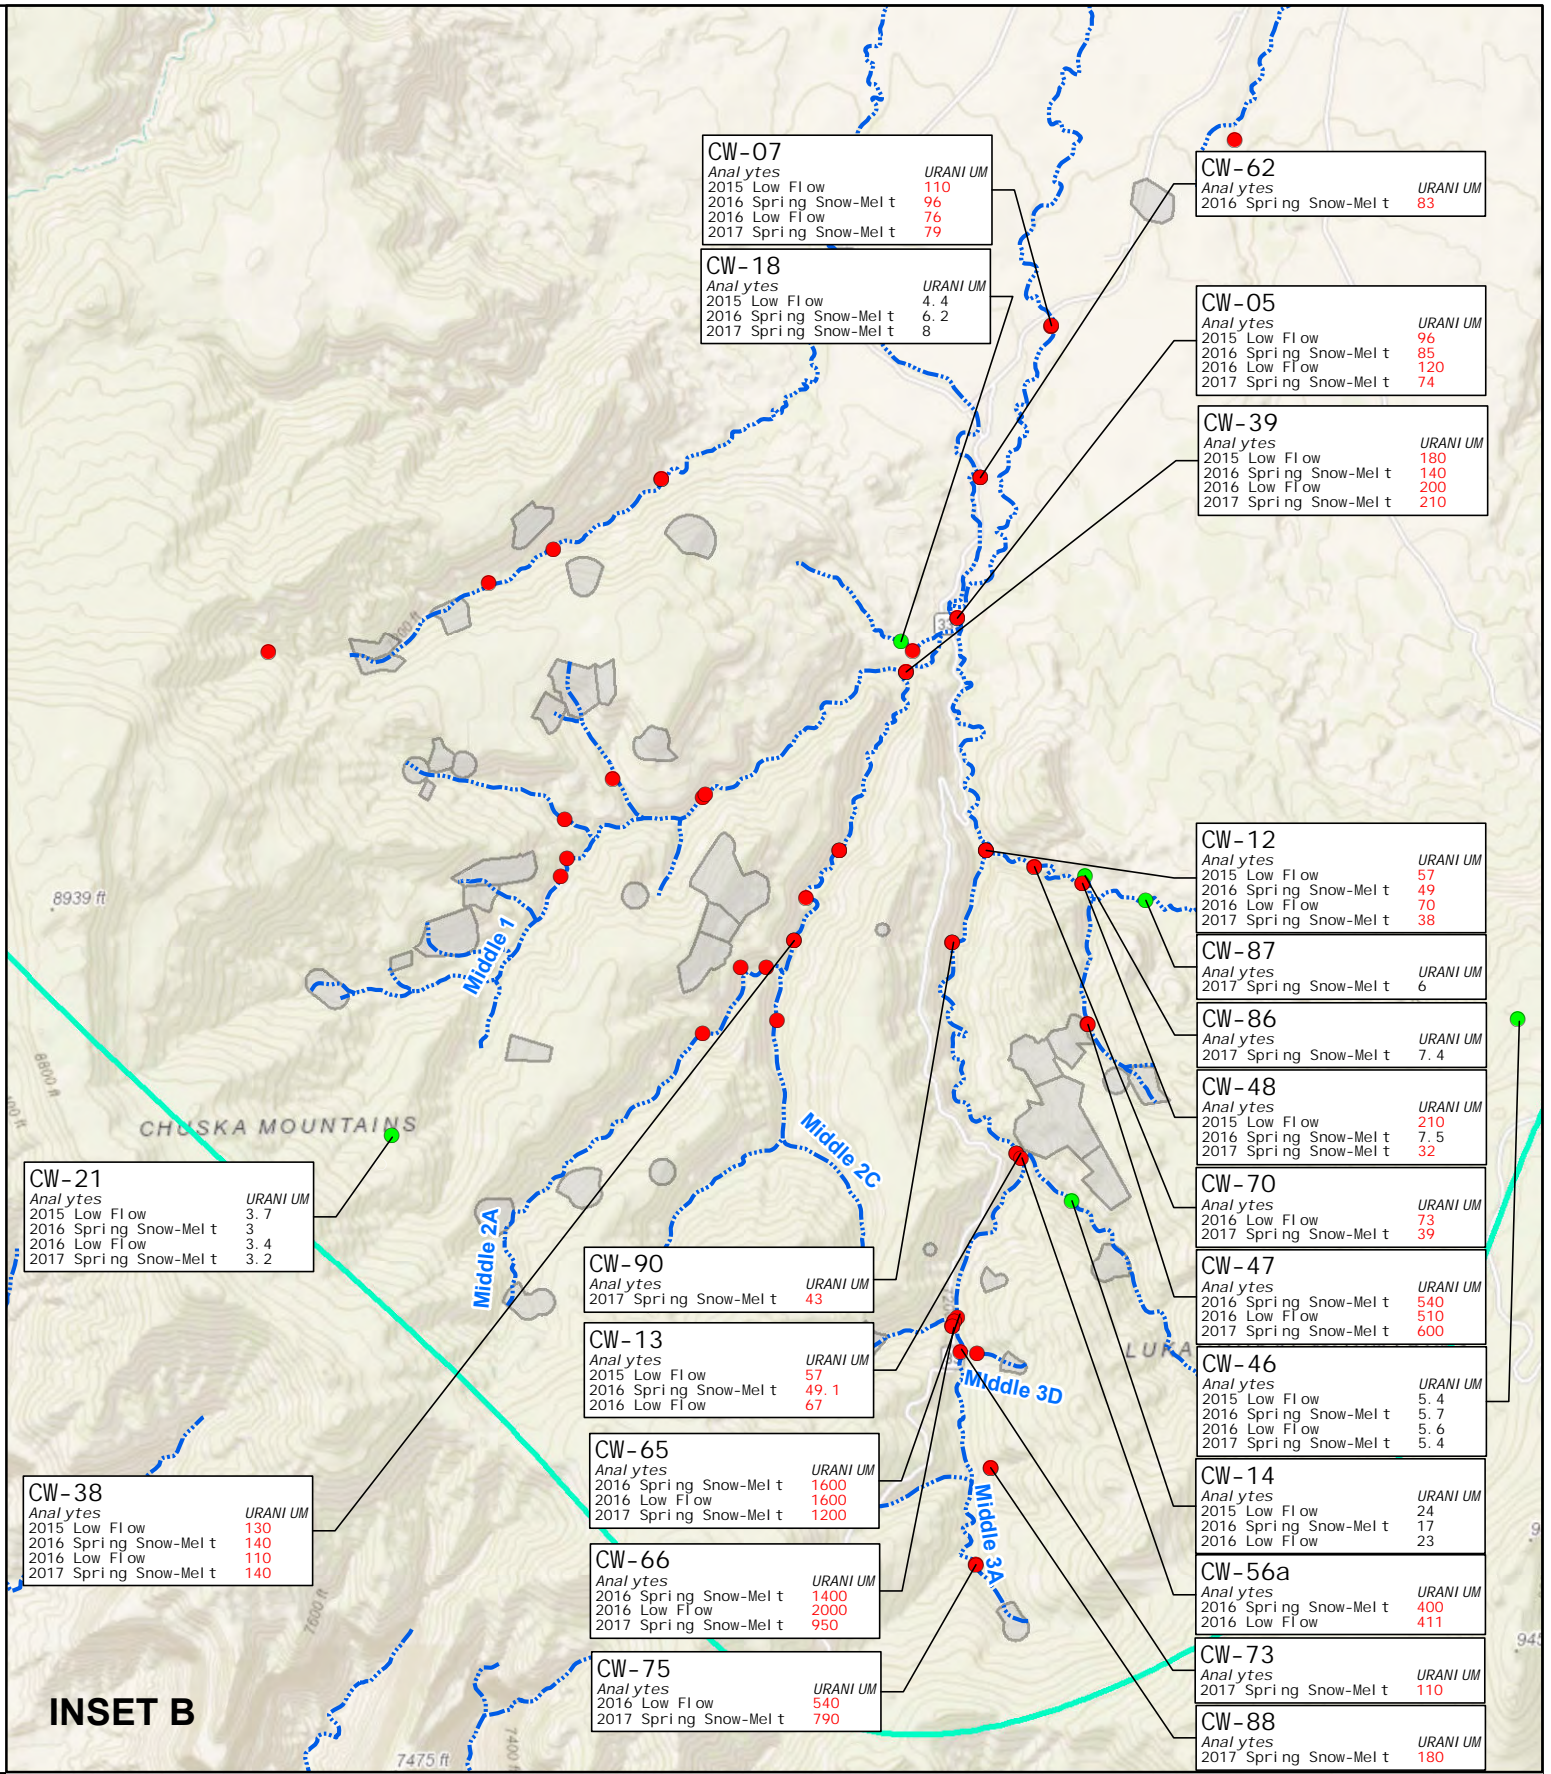 CW-07
Analytes URANIUM
2015 Low Flow 110
2016 Spring Snow-Melt 96
2016 Low Flow 76
2017 Spring Snow-Melt 79
CW-62
Analytes URANIUM
2016 Spring Snow-Melt 83
CW-18
Analytes URANIUM
2015 Low Flow 4.4
2016 Spring Snow-Melt 6.2
2017 Spring Snow-Melt 8
CW-05
Analytes URANIUM
2015 Low Flow 96
2016 Spring Snow-Melt 85
2016 Low Flow 120
2017 Spring Snow-Melt 74
CW-39
Analytes URANIUM
2015 Low Flow 180
2016 Spring Snow-Melt 140
2016 Low Flow 200
2017 Spring Snow-Melt 210
33
8939 ft
Middle 1
CW-12
Analytes URANIUM
2015 Low Flow 57
2016 Spring Snow-Melt 49
2016 Low Flow 70
2017 Spring Snow-Melt 38
CW-87
Analytes URANIUM
2017 Spring Snow-Melt 6
CW-86
Analytes URANIUM
2017 Spring Snow-Melt 7.4
CW-48
Analytes URANIUM
2015 Low Flow 210
2016 Spring Snow-Melt 7.5
2017 Spring Snow-Melt 32
8800 ft
CHUSKA MOUNTAINS
Middle 2C
Middle 2A
CW-21
Analytes URANIUM
2015 Low Flow 3.7
2016 Spring Snow-Melt 3
2016 Low Flow 3.4
2017 Spring Snow-Melt 3.2
CW-70
Analytes URANIUM
2016 Low Flow 73
2017 Spring Snow-Melt 39
CW-90
Analytes URANIUM
2017 Spring Snow-Melt 43
CW-47
Analytes URANIUM
2016 Spring Snow-Melt 540
2016 Low Flow 510
2017 Spring Snow-Melt 600
CW-13
Analytes URANIUM
2015 Low Flow 57
2016 Spring Snow-Melt 49.1
2016 Low Flow 67
LUKA
Middle 3D
CW-46
Analytes URANIUM
2015 Low Flow 5.4
2016 Spring Snow-Melt 5.7
2016 Low Flow 5.6
2017 Spring Snow-Melt 5.4
CW-65
Analytes URANIUM
2016 Spring Snow-Melt 1600
2016 Low Flow 1600
2017 Spring Snow-Melt 1200
CW-14
Analytes URANIUM
2015 Low Flow 24
2016 Spring Snow-Melt 17
2016 Low Flow 23
CW-38
Analytes URANIUM
2015 Low Flow 130
2016 Spring Snow-Melt 140
2016 Low Flow 110
2017 Spring Snow-Melt 140
Middle 3A
CW-66
Analytes URANIUM
2016 Spring Snow-Melt 1400
2016 Low Flow 2000
2017 Spring Snow-Melt 950
CW-56a
Analytes URANIUM
2016 Spring Snow-Melt 400
2016 Low Flow 411
7600 ft
CW-73
Analytes URANIUM
2017 Spring Snow-Melt 110
CW-75
Analytes URANIUM
2016 Low Flow 540
2017 Spring Snow-Melt 790
CW-88
Analytes URANIUM
2017 Spring Snow-Melt 180
INSET B
7475 ft
7400 ft